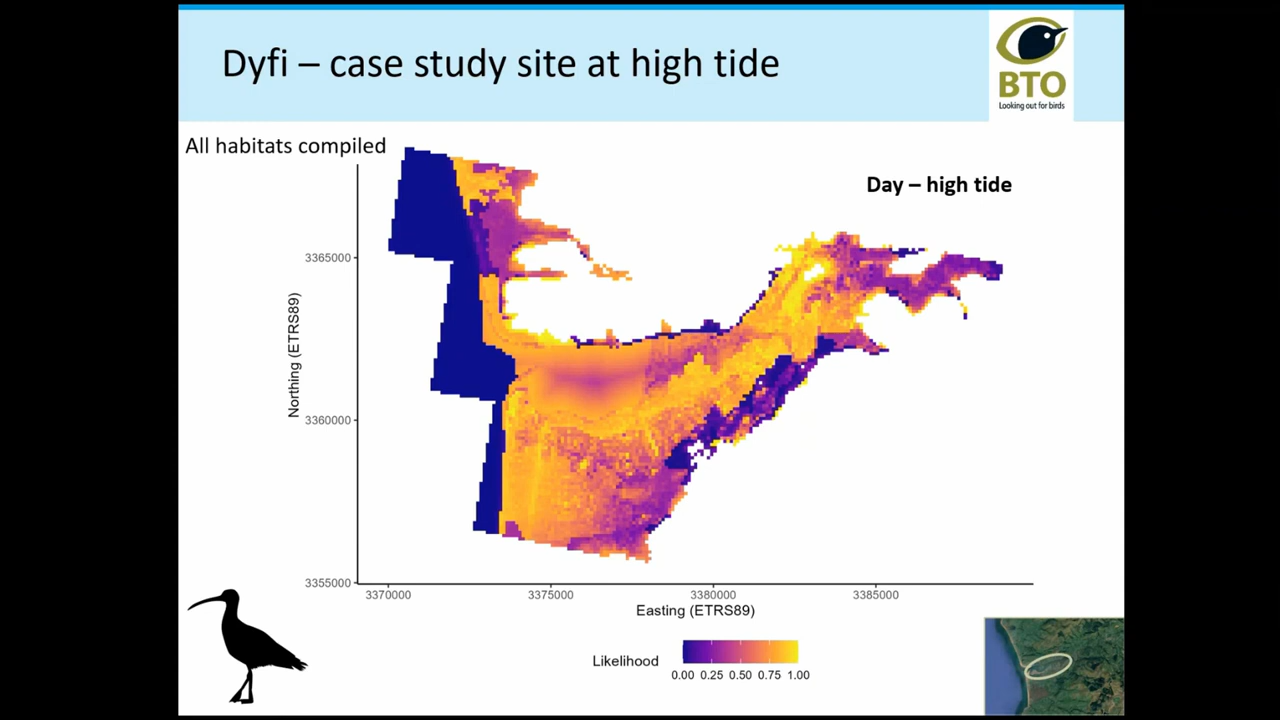 Dyfi – case study site at high tide
BTO
Looking out for birds
All habitats compiled
Day – high tide
3365000
3360000
3355000
Northing (ETRS89)
3370000 3375000 3380000 3385000
Easting (ETRS89)
Likelihood
0.00 0.25 0.50 0.75 1.00